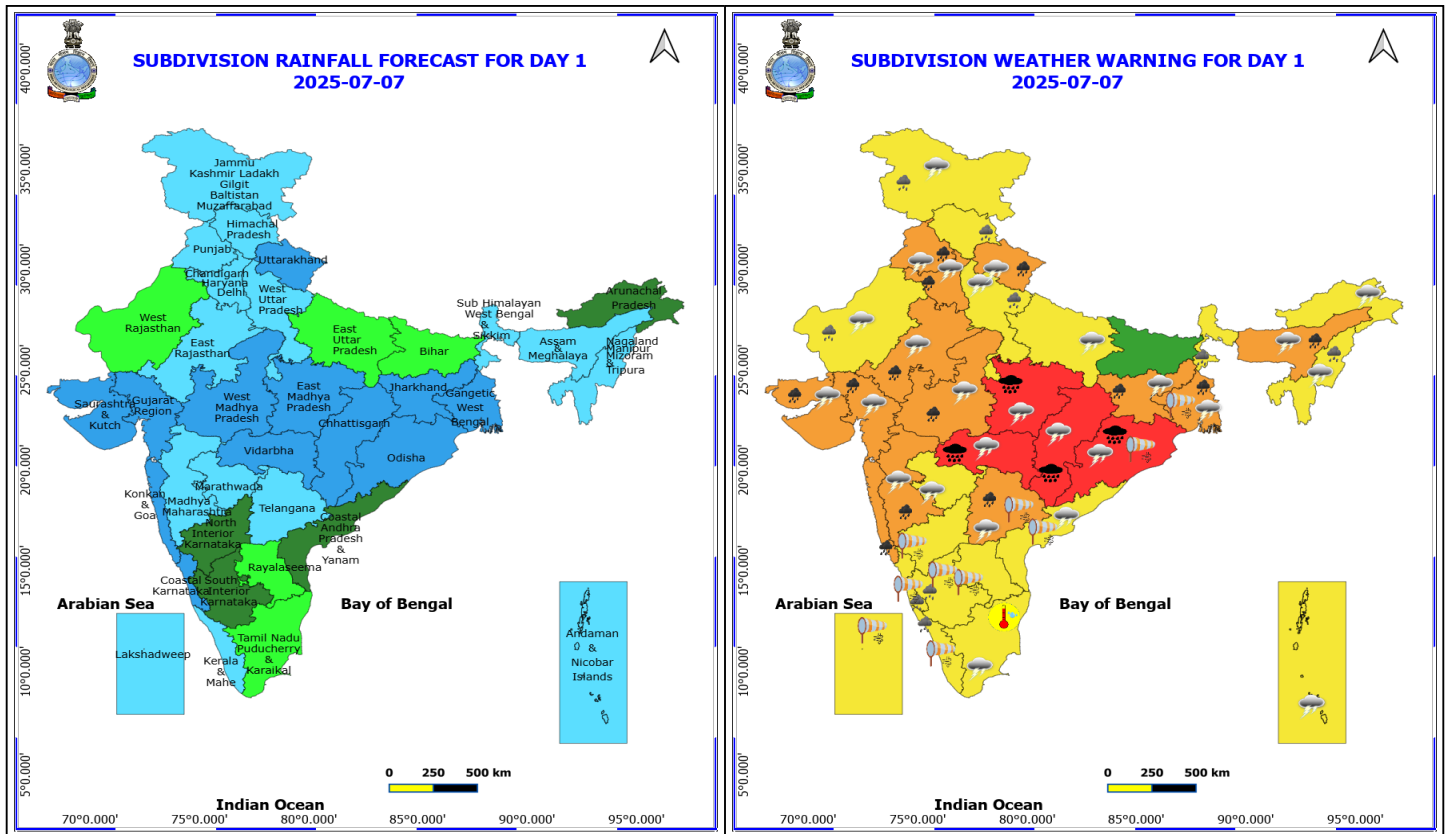 SUBDIVISION RAINFALL FORECAST FOR DAY 1
2025-07-07
40°0.000'
35°0.000'
30°0.000'
25°0.000'
20°0.000'
15°0.000'
10°0.000'
5°0.000'
Jammu
Kashmir Ladakh
Gilgit
Baltistan
Muzaffarabad
Himachal
Pradesh
Punjab
Uttarakhand
Chandigarh
Haryana
Delhi
West
Uttar
Pradesh
West
Rajasthan
East
Rajasthan
East
Uttar
Pradesh
Bihar
Sub Himalayan
West Bengal
&
Sikkim
Arunachal
Pradesh
Assam
&
Meghalaya
Nagaland
Manipur
Mizoram
&
Tripura
Saurashtra
&
Kutch
Gujarat
Region
West
Madhya
Pradesh
East
Madhya
Pradesh
Jharkhand
Gangetic
West
Bengal
Chhattisgarh
Vidarbha
Odisha
Konkan
&
Goa
Madhya
Maharashtra
Marathwada
Telangana
North
Interior
Karnataka
Coastal
Andhra
Pradesh
&
Yanam
Rayalaseema
Coastal
Karnataka
South
Interior
Karnataka
Tamil Nadu
Puducherry
&
Karaikal
Kerala
&
Mahe
Lakshadweep
Andaman
&
Nicobar
Islands
Arabian Sea
Bay of Bengal
Indian Ocean
0 250 500 km
70°0.000' 75°0.000' 80°0.000' 85°0.000' 90°0.000' 95°0.000'
SUBDIVISION WEATHER WARNING FOR DAY 1
2025-07-07
40°0.000'
35°0.000'
30°0.000'
25°0.000'
20°0.000'
15°0.000'
10°0.000'
5°0.000'
Arabian Sea
Bay of Bengal
Indian Ocean
0 250 500 km
70°0.000' 75°0.000' 80°0.000' 85°0.000' 90°0.000' 95°0.000'